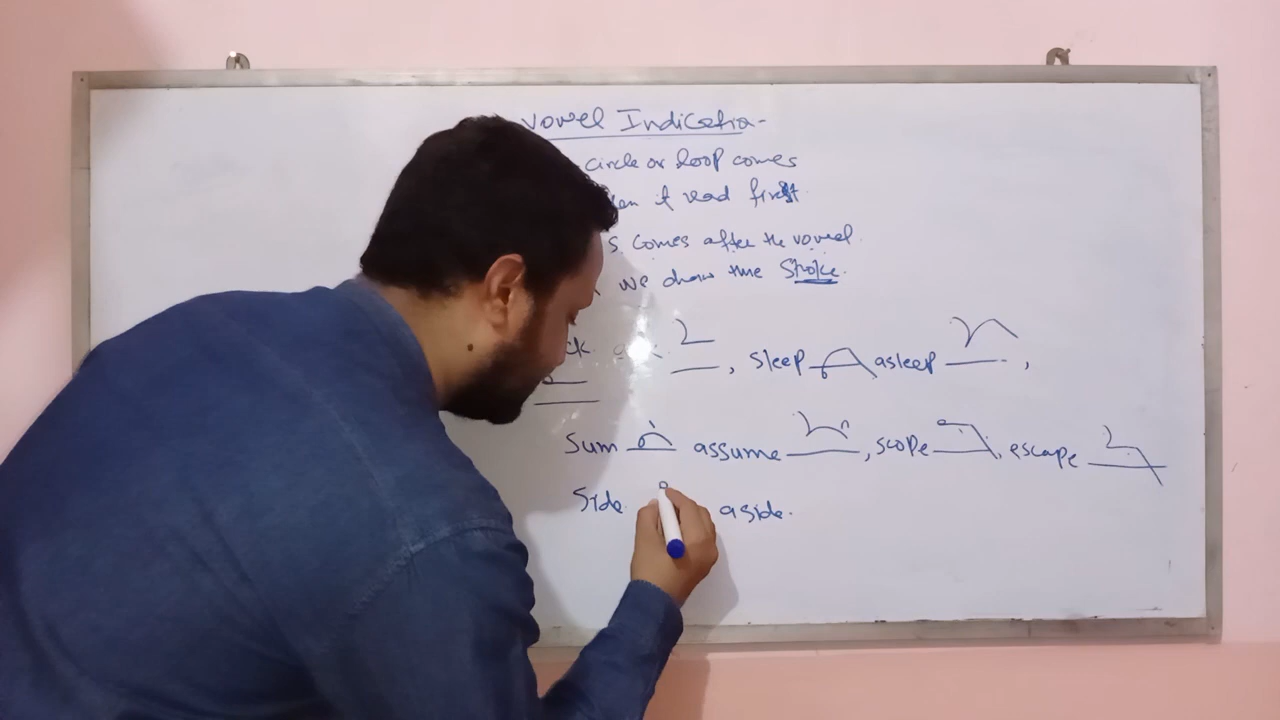 vowel Indication
circle or loop comes
it read first
s comes after the vowel
we draw the Stroke.
, sleep asleep ,
Sum assume , scope , escape
Side. aside.